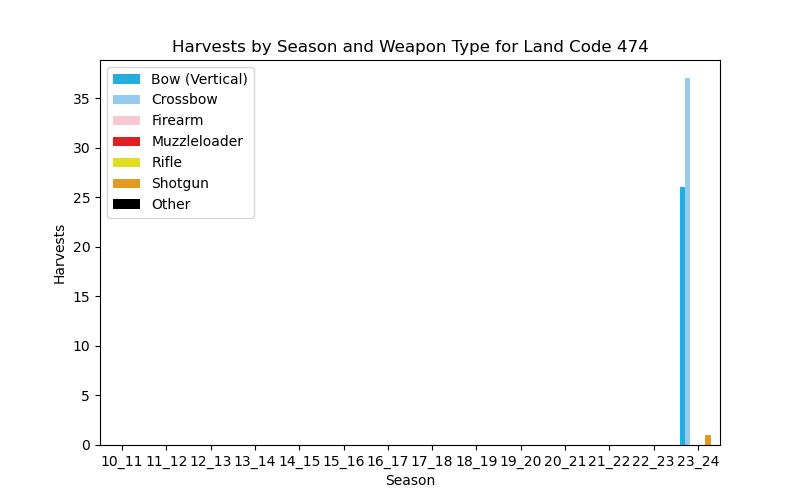 Harvests by Season and Weapon Type for Land Code 474
Bow (Vertical)
Crossbow
Firearm
Muzzleloader
Rifle
Shotgun
Other
35
30
25
20
15
10
5
0
Harvests
10_11 11_12 12_13 13_14 14_15 15_16 16_17 17_18 18_19 19_20 20_21 21_22 22_23 23_24
Season